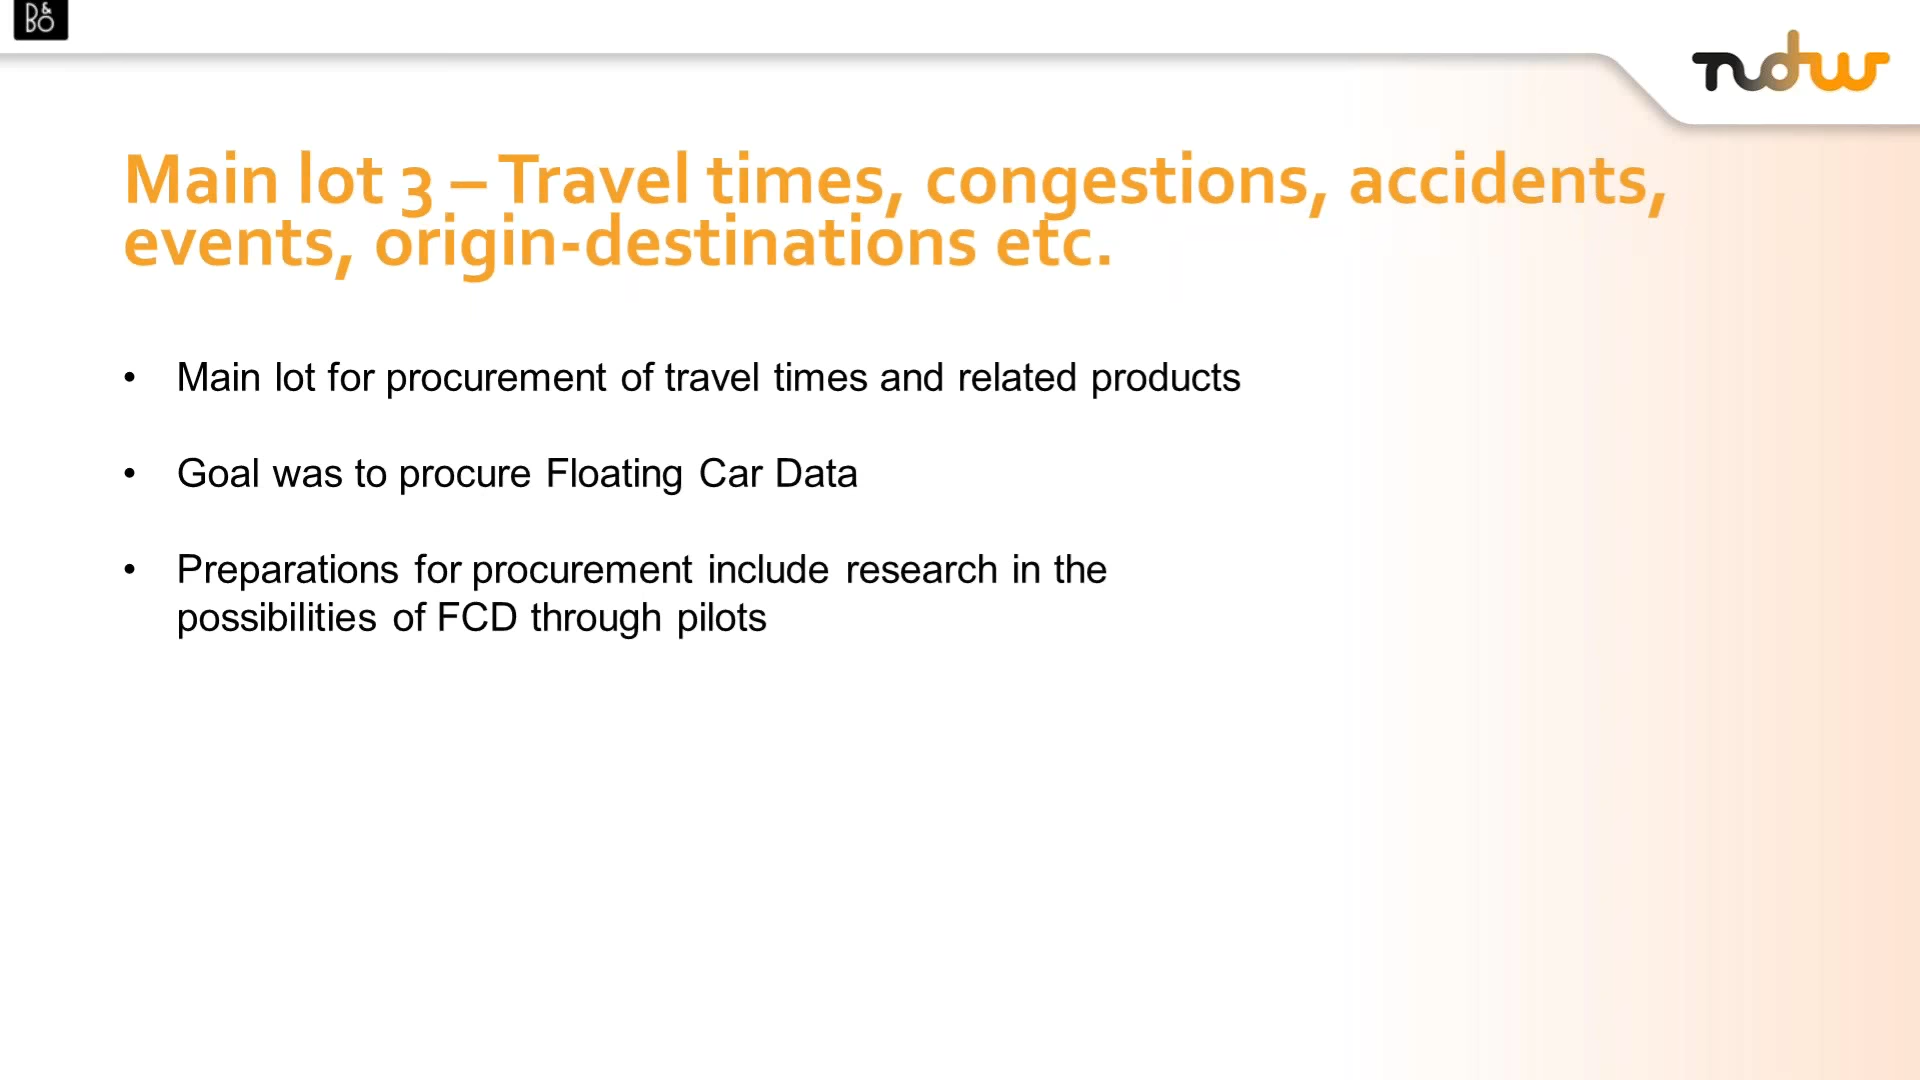 B&O
ndw
Main lot 3 – Travel times, congestions, accidents,
events, origin-destinations etc.
• Main lot for procurement of travel times and related products
• Goal was to procure Floating Car Data
• Preparations for procurement include research in the
possibilities of FCD through pilots